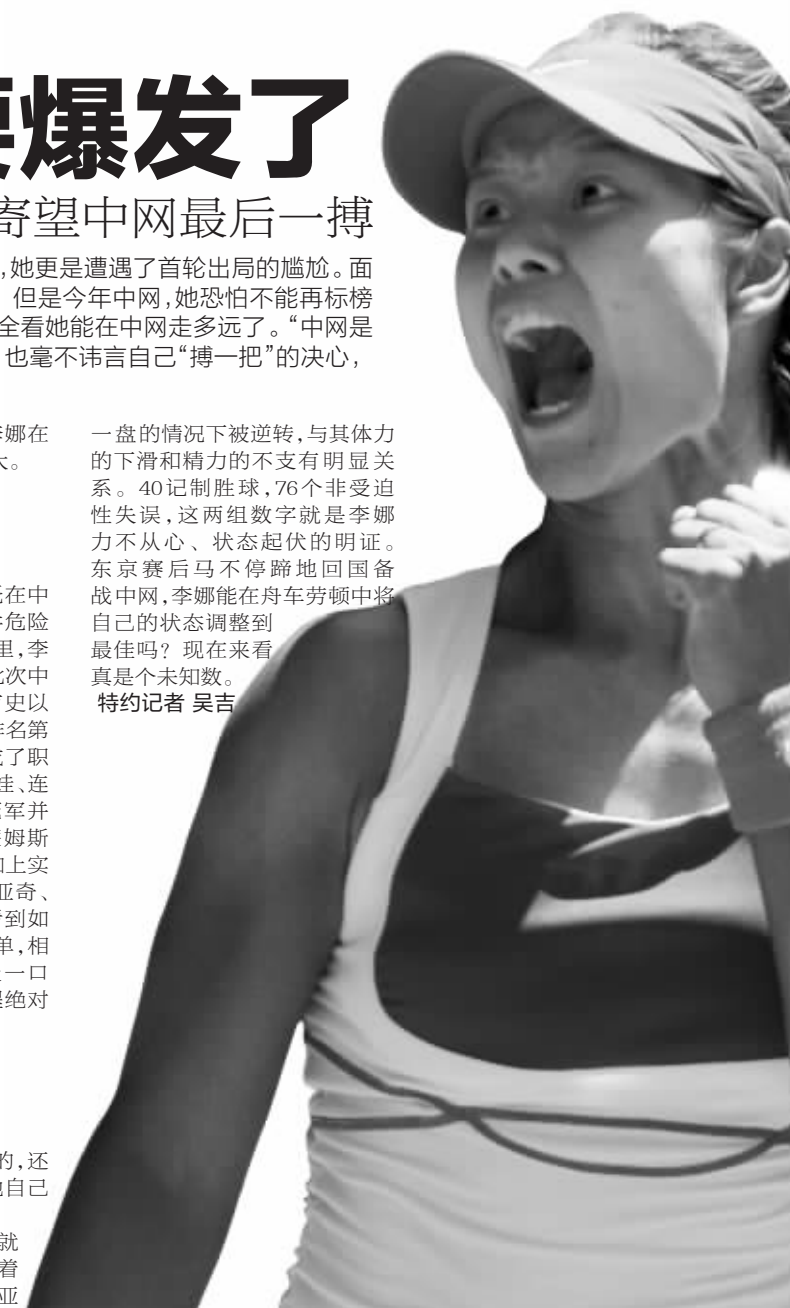 爆发了
寄望中网最后一搏
,她更是遭遇了首轮出局的尴尬。面
但是今年中网,她恐怕不能再标榜
全看她能在中网走多远了。“中网是
也毫不讳言自己“搏一把”的决心,
李娜在
大。
在中
危险
里,李
次中
史以
名第
了职
娃、连
军并
姆斯
上实
亚奇、
到如
单,相
一口
绝对
的,还
自己
就
着
亚
一盘的情况下被逆转,与其体力
的下滑和精力的不支有明显关
系。40记制胜球,76个非受迫
性失误,这两组数字就是李娜
力不从心、状态起伏的明证。
东京赛后马不停蹄地回国备
战中网,李娜能在舟车劳顿中将
自己的状态调整到
最佳吗?现在来看
真是个未知数。
特约记者 吴吉